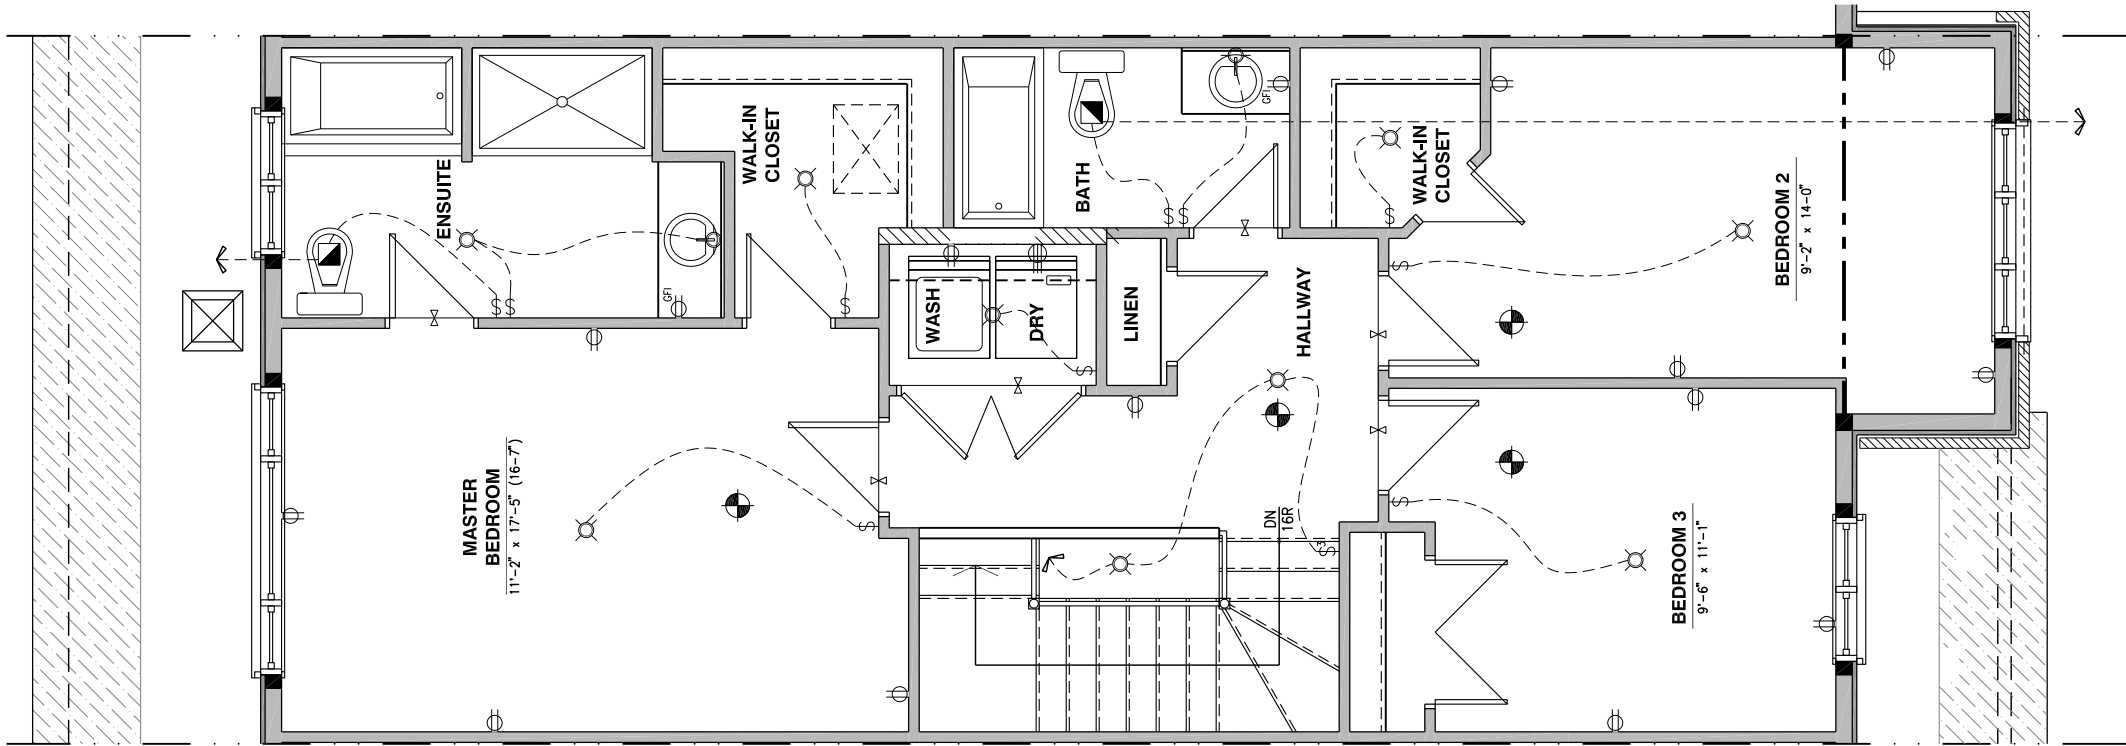 ENSUITE
GFI
WALK-IN
CLOSET
BATH
GFI
WALK-IN
CLOSET
BEDROOM 2
9'-2" x 14'-0"
WASH
DRY
LINEN
HALLWAY
MASTER
BEDROOM
11'-2" x 17'-5" (16-7")
DN
16R
BEDROOM 3
9'-6" x 11'-1"
S
S
S
S
S
S
S
S
S
S
S
S3